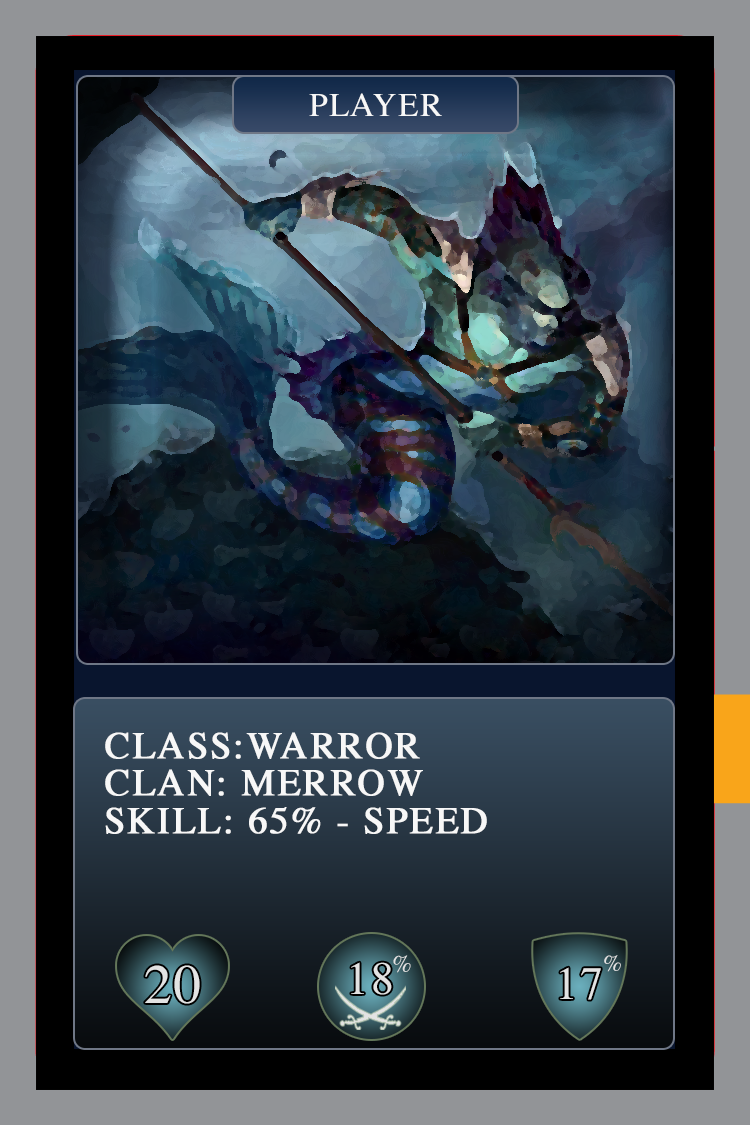 PLAYER
CLASS:WARROR
CLAN: MERROW
SKILL: 65% - SPEED
20
18%
17%